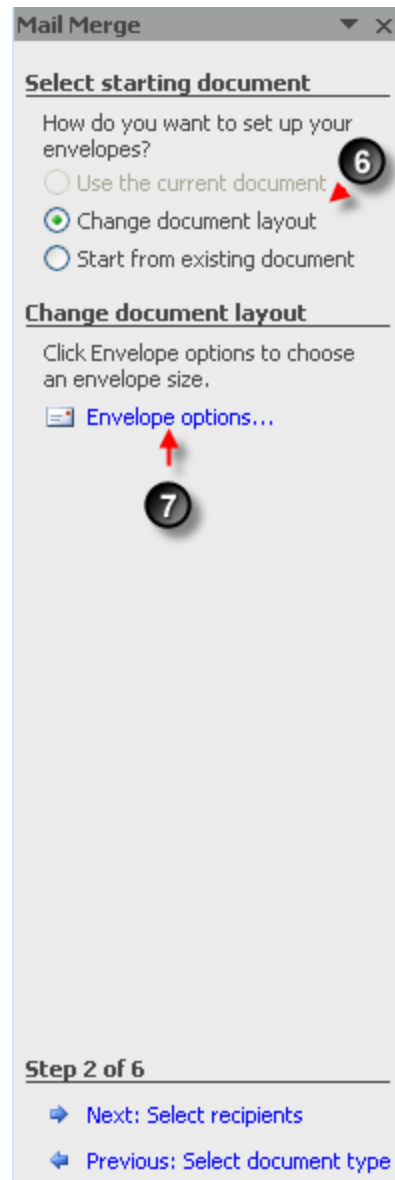 Mail Merge
Select starting document
How do you want to set up your
envelopes?
6
Use the current document
Change document layout
Start from existing document
Change document layout
Click Envelope options to choose
an envelope size.
Envelope options...
7
Step 2 of 6
Next: Select recipients
Previous: Select document type